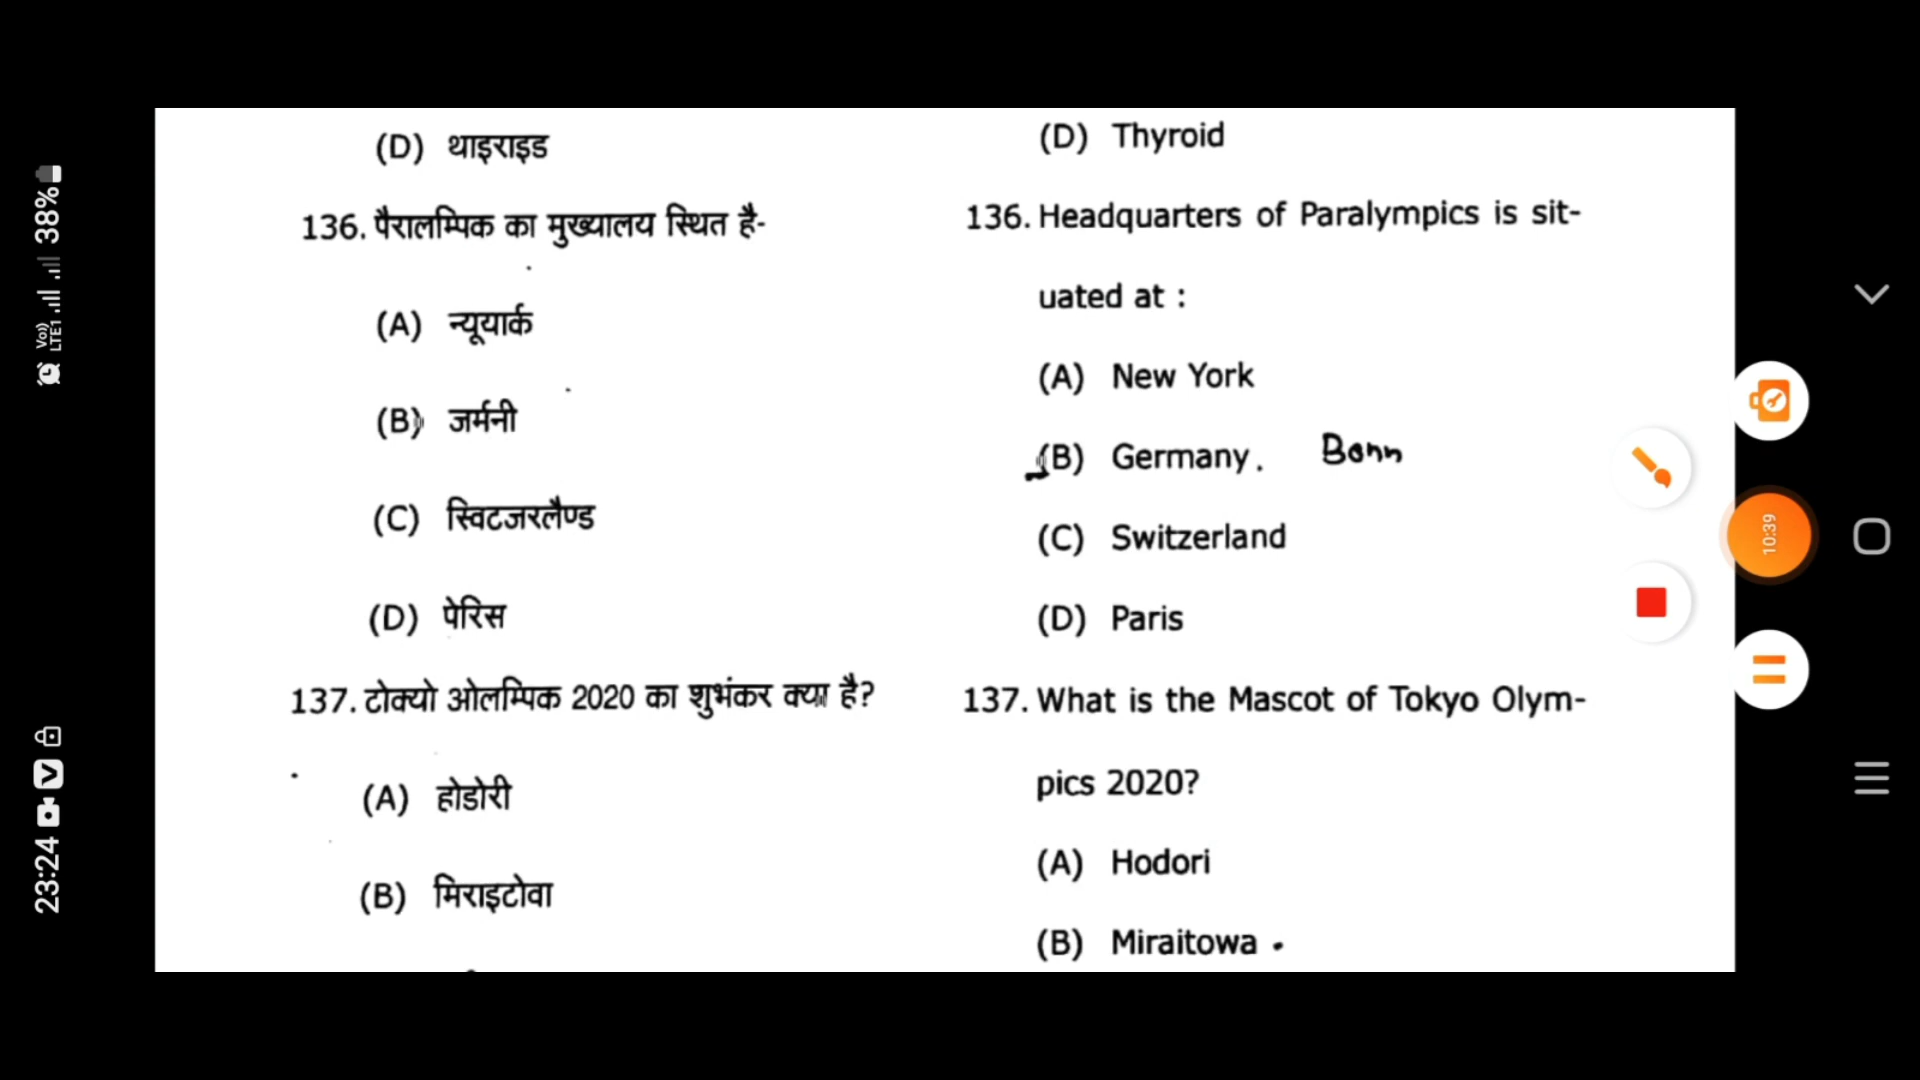 (D) थाइराइड
136. पैरालम्पिक का मुख्यालय स्थित है-
(A) न्यूयार्क
(B) जर्मनी
(C) स्विटजरलैण्ड
(D) पेरिस
137. टोक्यो ओलम्पिक 2020 का शुभंकर क्या है?
(A) होडोरी
(B) मिराइटोवा
(D) Thyroid
136. Headquarters of Paralympics is sit-
uated at :
(A) New York
(B) Germany. Bonn
(C) Switzerland
(D) Paris
137. What is the Mascot of Tokyo Olym-
pics 2020?
(A) Hodori
(B) Miraitowa
38%
Vo)) LTE1
23:24
10:39